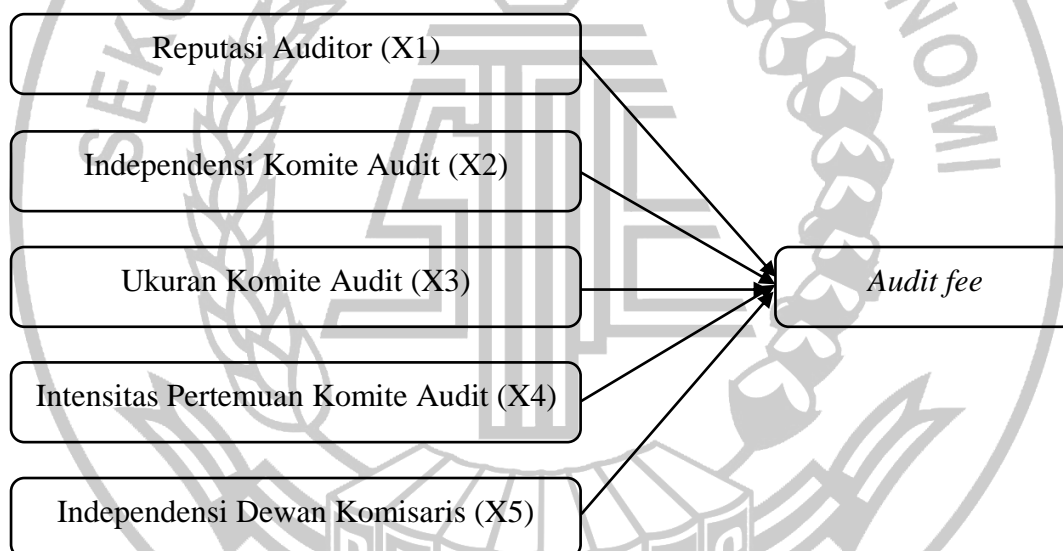 Reputasi Auditor (X1)
Independensi Komite Audit (X2)
Ukuran Komite Audit (X3)
Audit fee
Intensitas Pertemuan Komite Audit (X4)
Independensi Dewan Komisaris (X5)